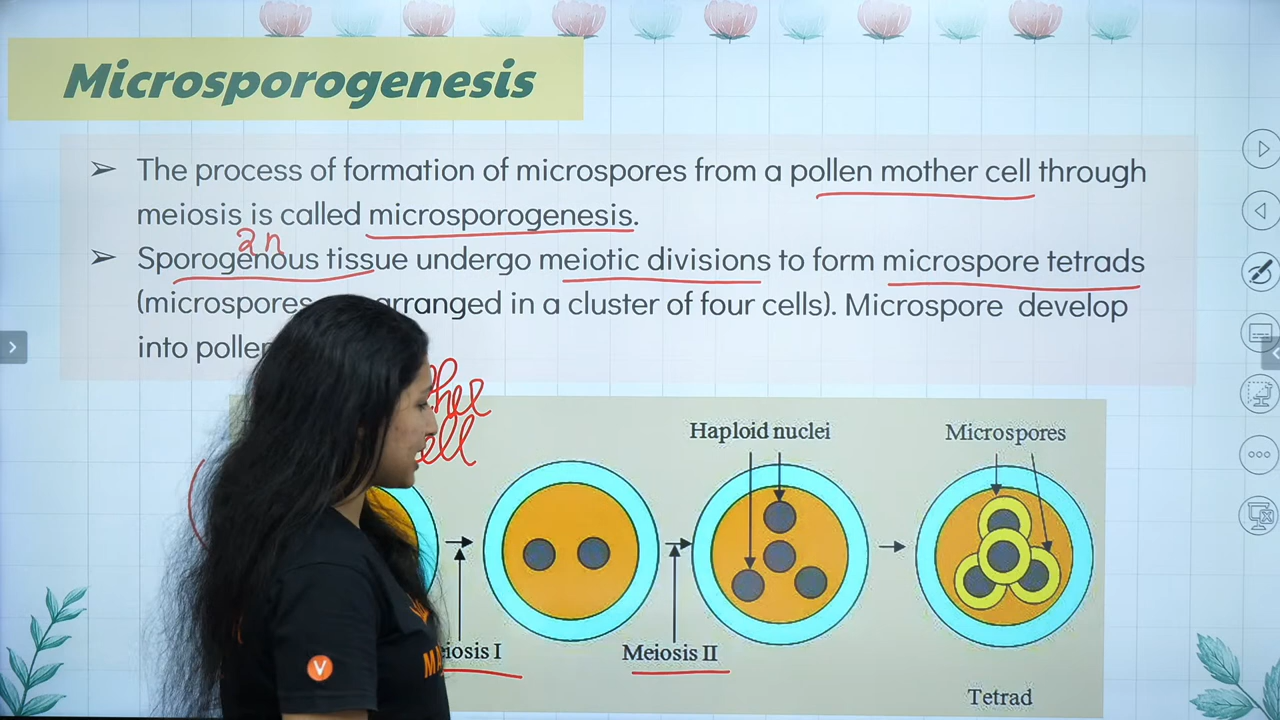 Microsporogenesis
➢ The process of formation of microspores from a pollen mother cell through
meiosis is called microsporogenesis.
2n
➢ Sporogenous tissue undergo meiotic divisions to form microspore tetrads
(microspores arranged in a cluster of four cells). Microspore develop
into
Haploid nuclei
Microspores
Meiosis II
Tetrad
V